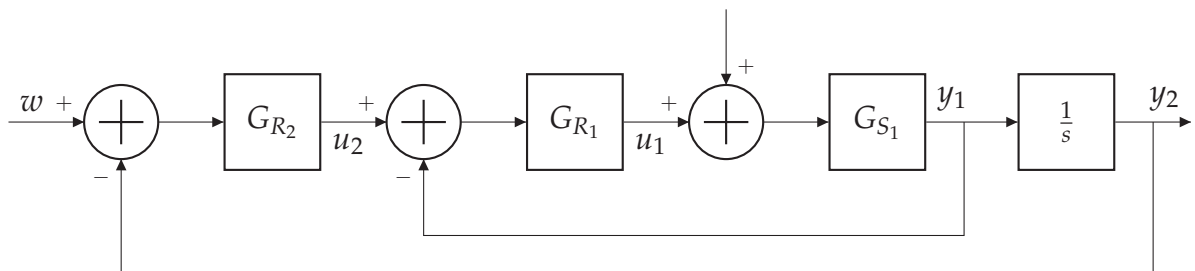 w
+
−
G_{R_2}
u_2
+
−
G_{R_1}
u_1
+
+
G_{S_1}
y_1
1/s
y_2